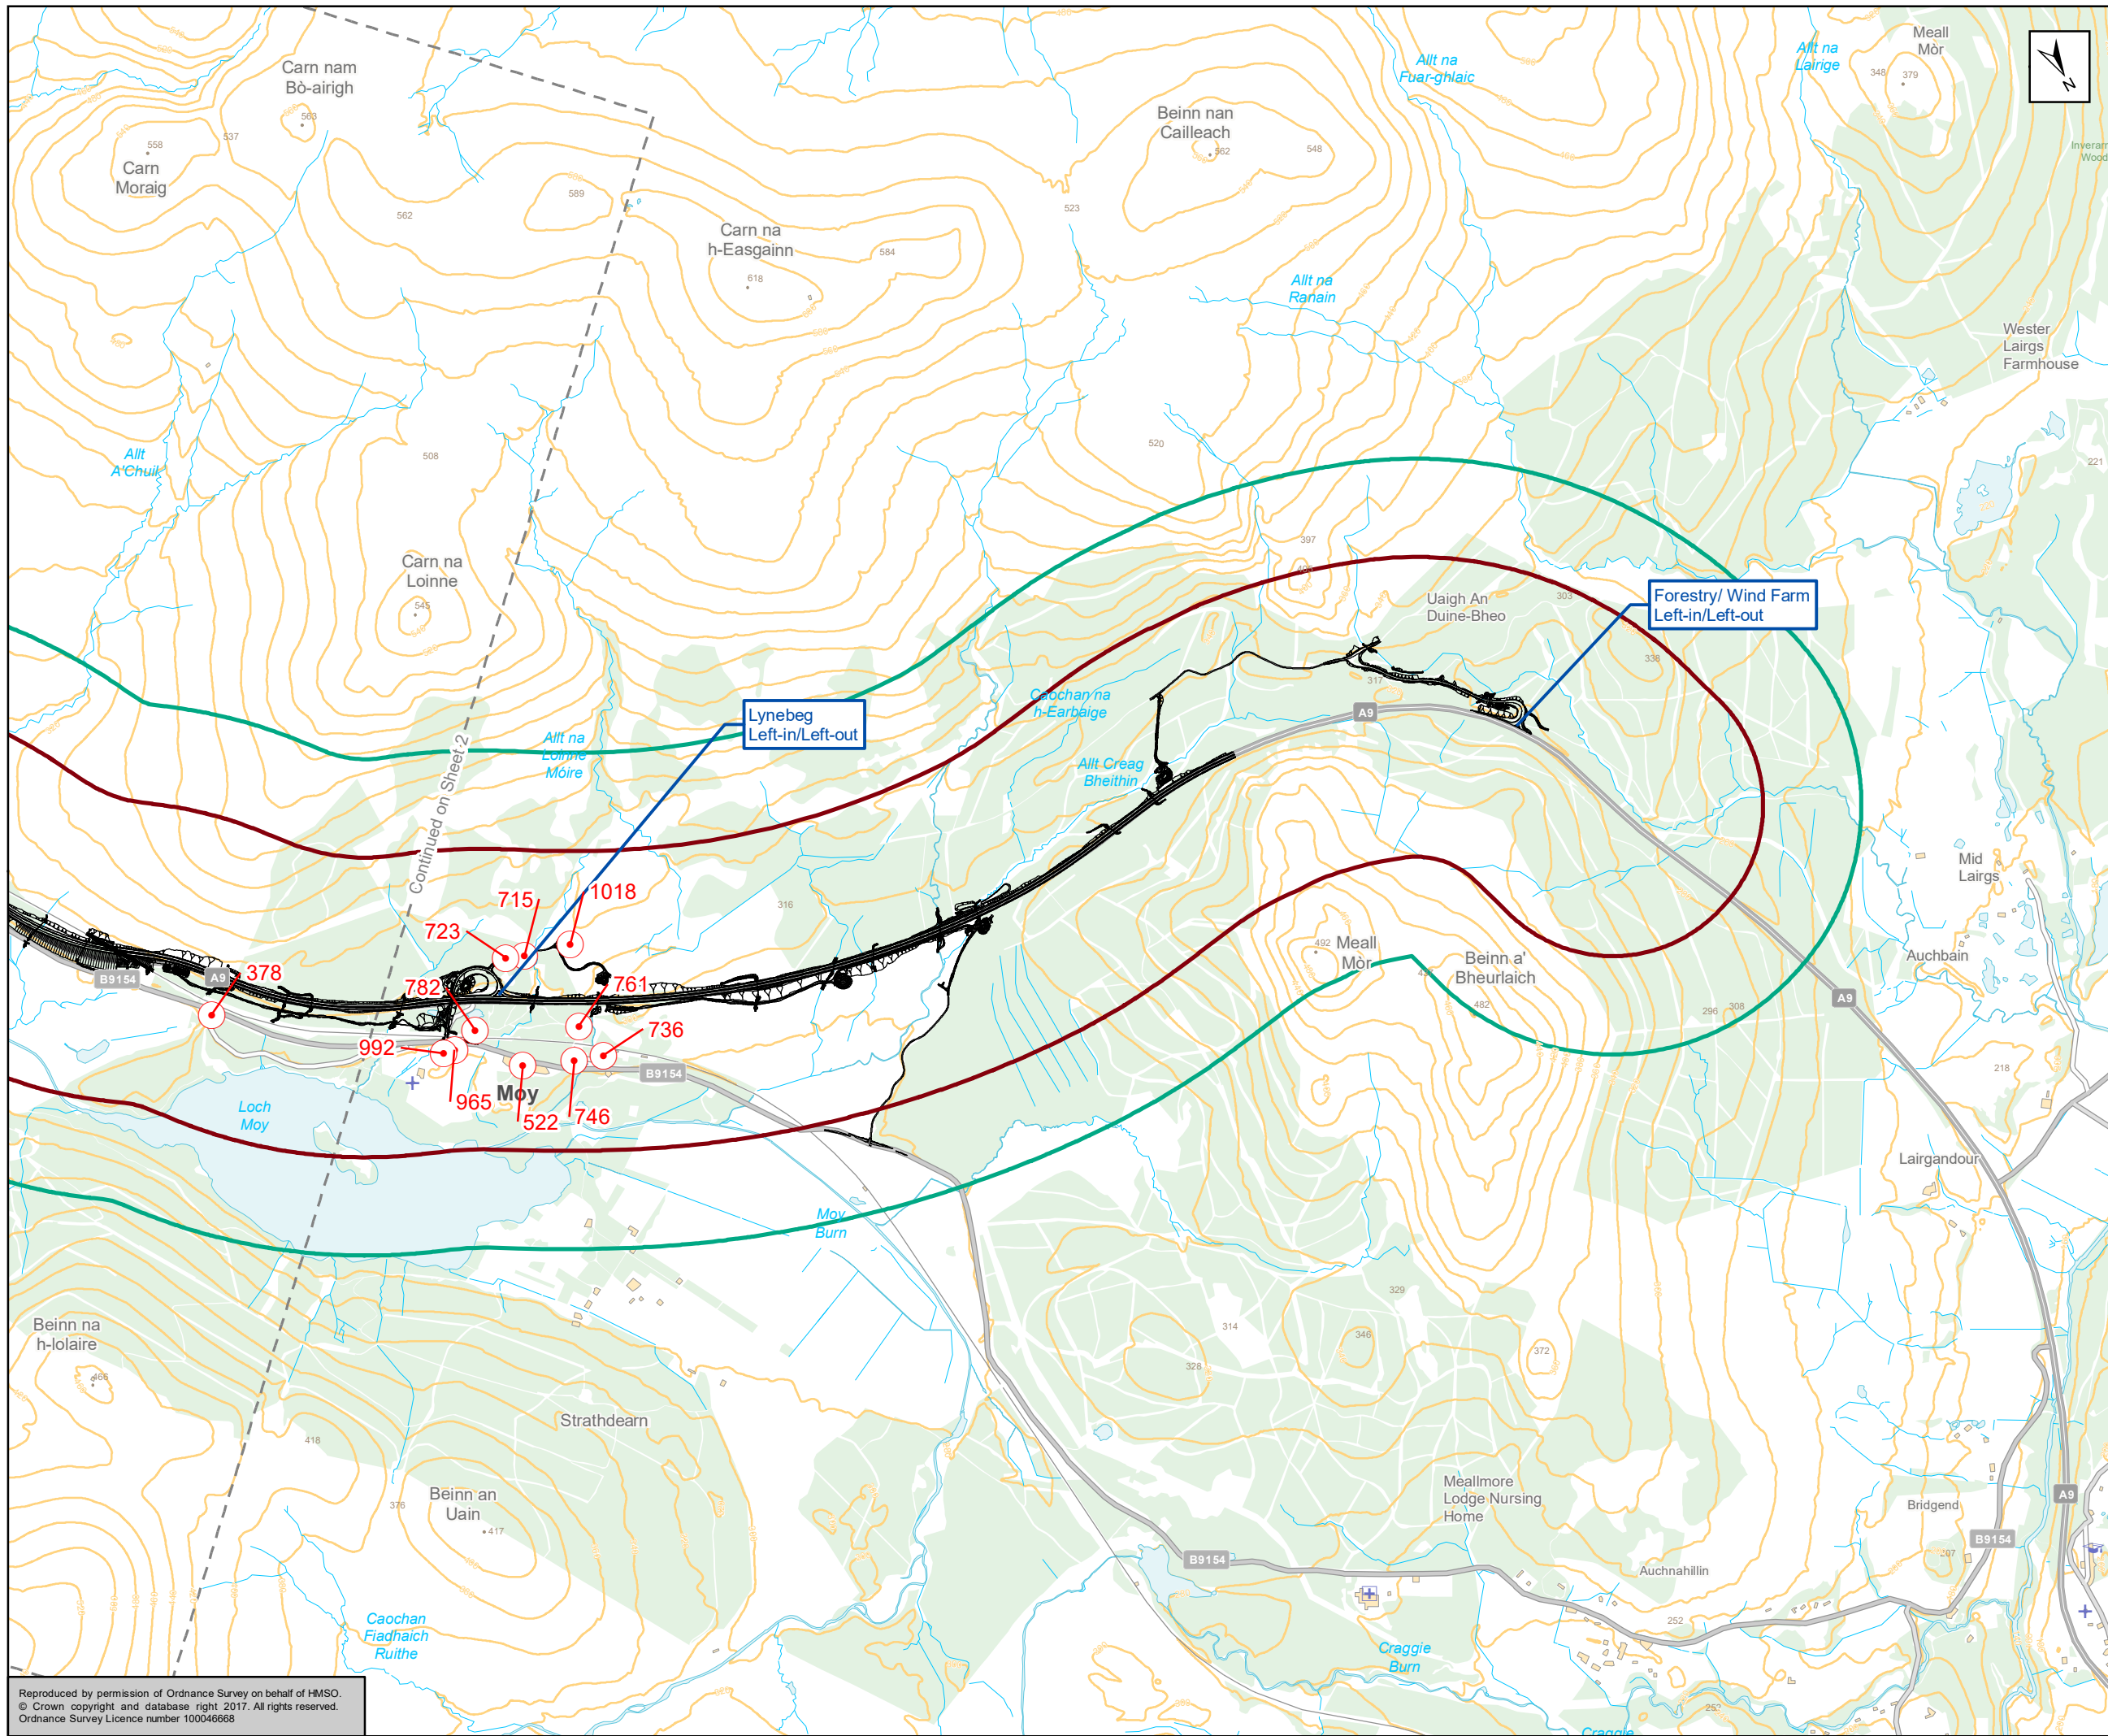 Carn nam
Bò-airigh
563
558
537
Carn
Moraig
562
589
Carn na
h-Easgainn
618
584
Beinn nan
Cailleach
562
548
523
Allt na
Fuar-ghlaic
Allt na
Lairige
Meall
Mòr
348
379
N
Allt na
Ranain
Wester
Lairgs
Farmhouse
221
Allt
A'Chuil
508
520
Carn na
Loinne
545
397
Uaigh An
Duine-Bheo
303
Forestry/ Wind Farm
Left-in/Left-out
338
317
Caochan na
h-Earbaige
A9
Lynebeg
Left-in/Left-out
Allt na
Loinne
Móire
Continued on Sheet 2
Allt Creag
Bheithin
Mid
Lairgs
715
1018
316
723
378
A9
B9154
782
761
736
992
965
Moy
522
746
B9154
492
Meall
Mòr
Beinn a'
Bheurlaich
482
Auchbain
A9
296
308
218
Loch
Moy
Lairgandour
Moy
Burn
Beinn na
h-Iolaire
466
329
314
346
328
372
Strathdearn
418
Beinn an
Uain
376
417
Meallmore
Lodge Nursing
Home
Bridgend
A9
B9154
207
B9154
Auchnahillin
252
Caochan
Fiadhaich
Ruithe
Craggie
Burn
252
Craggie
Reproduced by permission of Ordnance Survey on behalf of HMSO.
© Crown copyright and database right 2017. All rights reserved.
Ordnance Survey Licence number 100046668